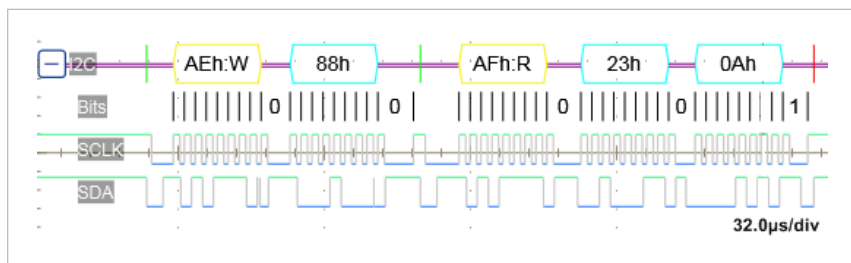 I2C AEh:W 88h AFh:R 23h 0Ah
Bits 0 0 0 0 1
SCLK
SDA
32.0µs/div